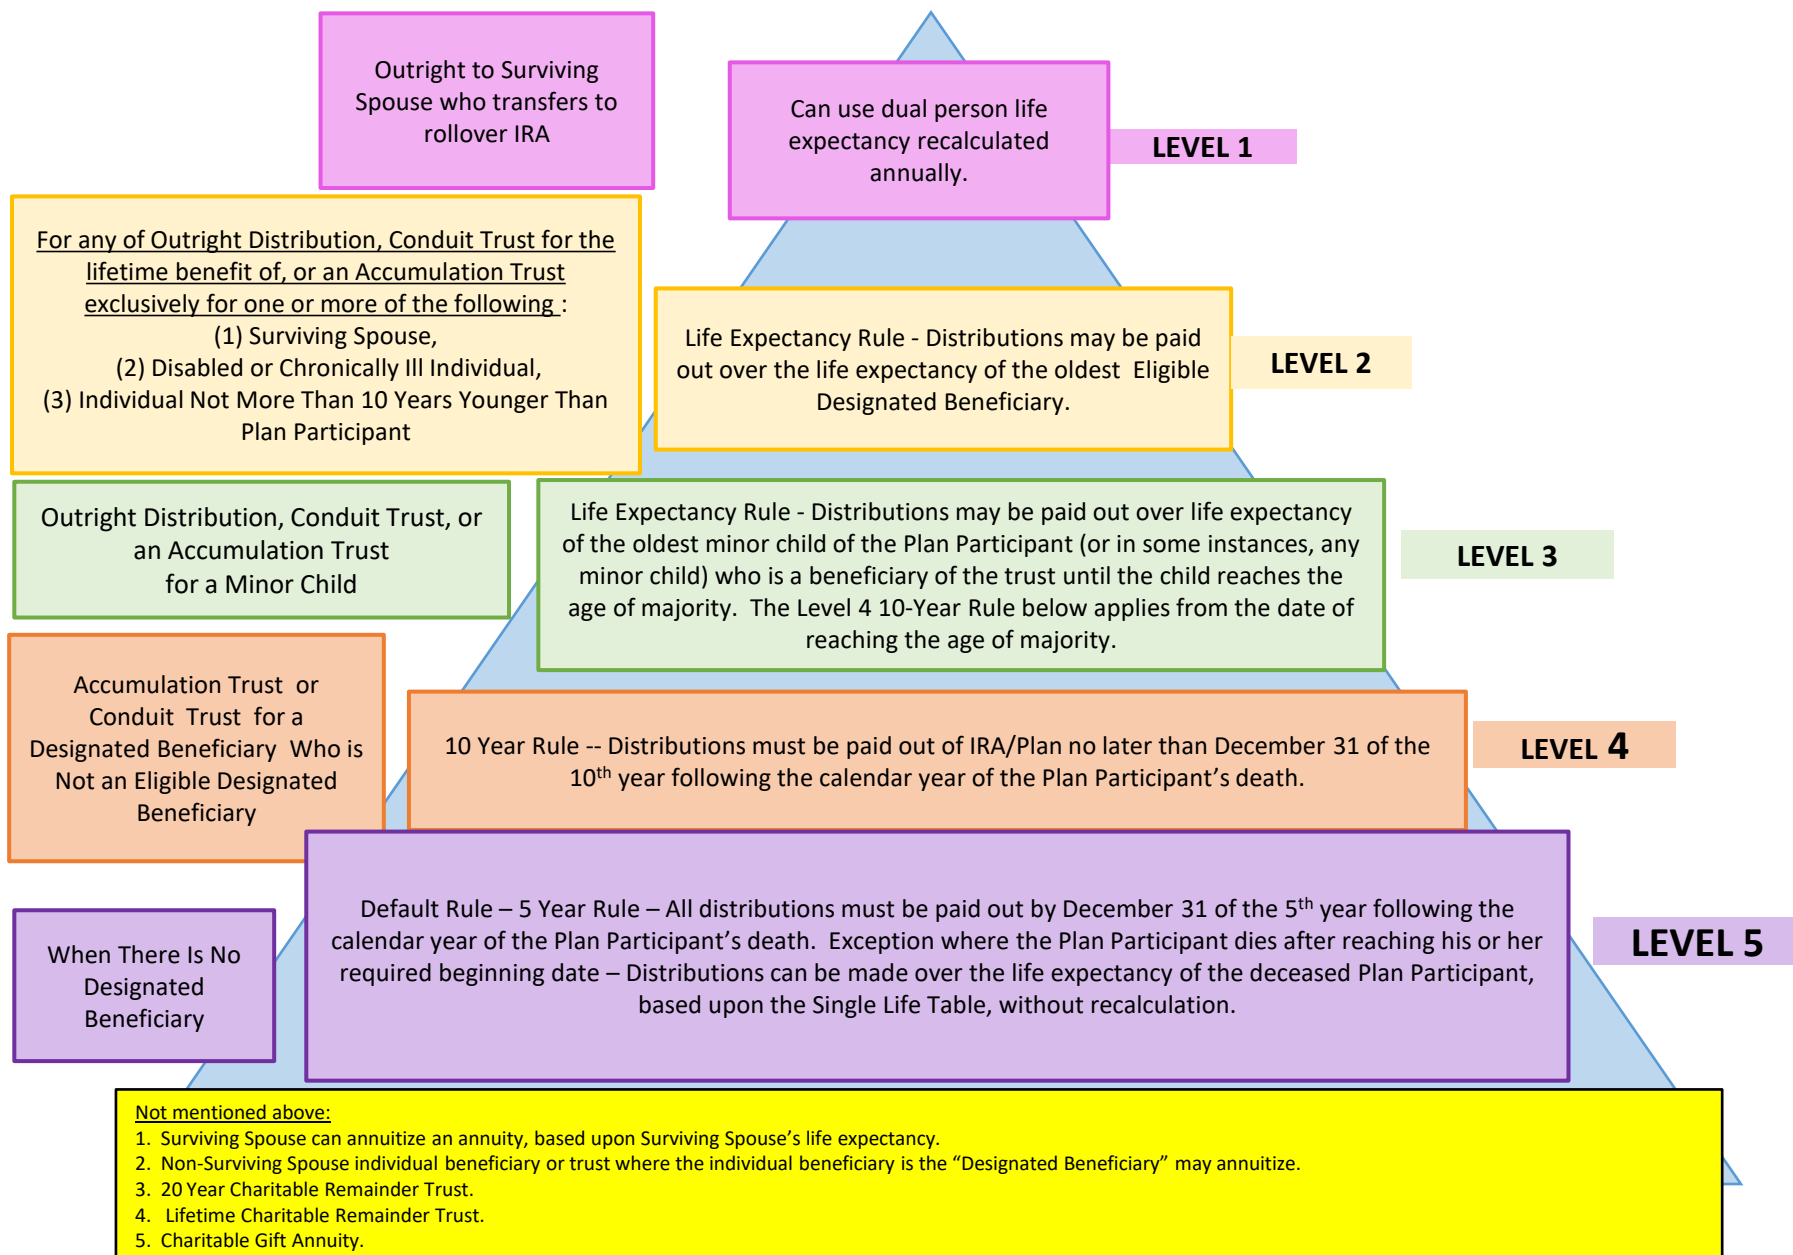 Outright to Surviving
Spouse who transfers to
rollover IRA
Can use dual person life
expectancy recalculated
annually.
LEVEL 1
For any of Outright Distribution, Conduit Trust for the
lifetime benefit of, or an Accumulation Trust
exclusively for one or more of the following :
(1) Surviving Spouse,
(2) Disabled or Chronically Ill Individual,
(3) Individual Not More Than 10 Years Younger Than
Plan Participant
Life Expectancy Rule - Distributions may be paid
out over the life expectancy of the oldest Eligible
Designated Beneficiary.
LEVEL 2
Outright Distribution, Conduit Trust, or
an Accumulation Trust
for a Minor Child
Life Expectancy Rule - Distributions may be paid out over life expectancy
of the oldest minor child of the Plan Participant (or in some instances, any
minor child) who is a beneficiary of the trust until the child reaches the
age of majority. The Level 4 10-Year Rule below applies from the date of
reaching the age of majority.
LEVEL 3
Accumulation Trust or
Conduit Trust for a
Designated Beneficiary Who is
Not an Eligible Designated
Beneficiary
10 Year Rule -- Distributions must be paid out of IRA/Plan no later than December 31 of the
10th year following the calendar year of the Plan Participant’s death.
LEVEL 4
When There Is No
Designated
Beneficiary
Default Rule – 5 Year Rule – All distributions must be paid out by December 31 of the 5th year following the
calendar year of the Plan Participant’s death. Exception where the Plan Participant dies after reaching his or her
required beginning date – Distributions can be made over the life expectancy of the deceased Plan Participant,
based upon the Single Life Table, without recalculation.
LEVEL 5
Not mentioned above:
1. Surviving Spouse can annuitize an annuity, based upon Surviving Spouse’s life expectancy.
2. Non-Surviving Spouse individual beneficiary or trust where the individual beneficiary is the “Designated Beneficiary” may annuitize.
3. 20 Year Charitable Remainder Trust.
4. Lifetime Charitable Remainder Trust.
5. Charitable Gift Annuity.